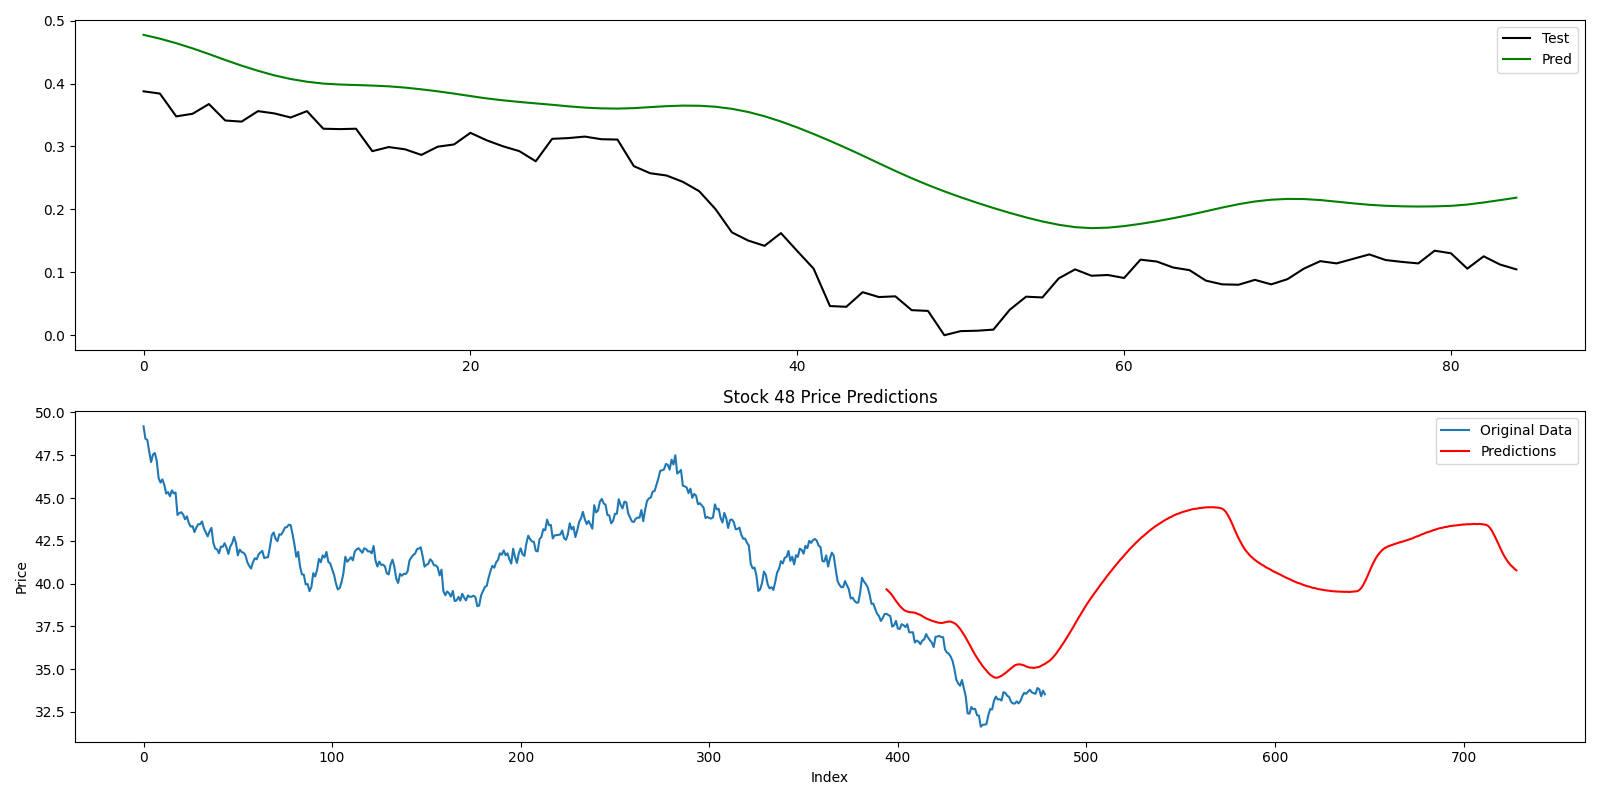 0.5
0.4
0.3
0.2
0.1
0.0
Test
Pred
0 20 40 60 80
Stock 48 Price Predictions
50.0
47.5
45.0
42.5
40.0
37.5
35.0
32.5
Price
Original Data
Predictions
0 100 200 300 400 500 600 700
Index